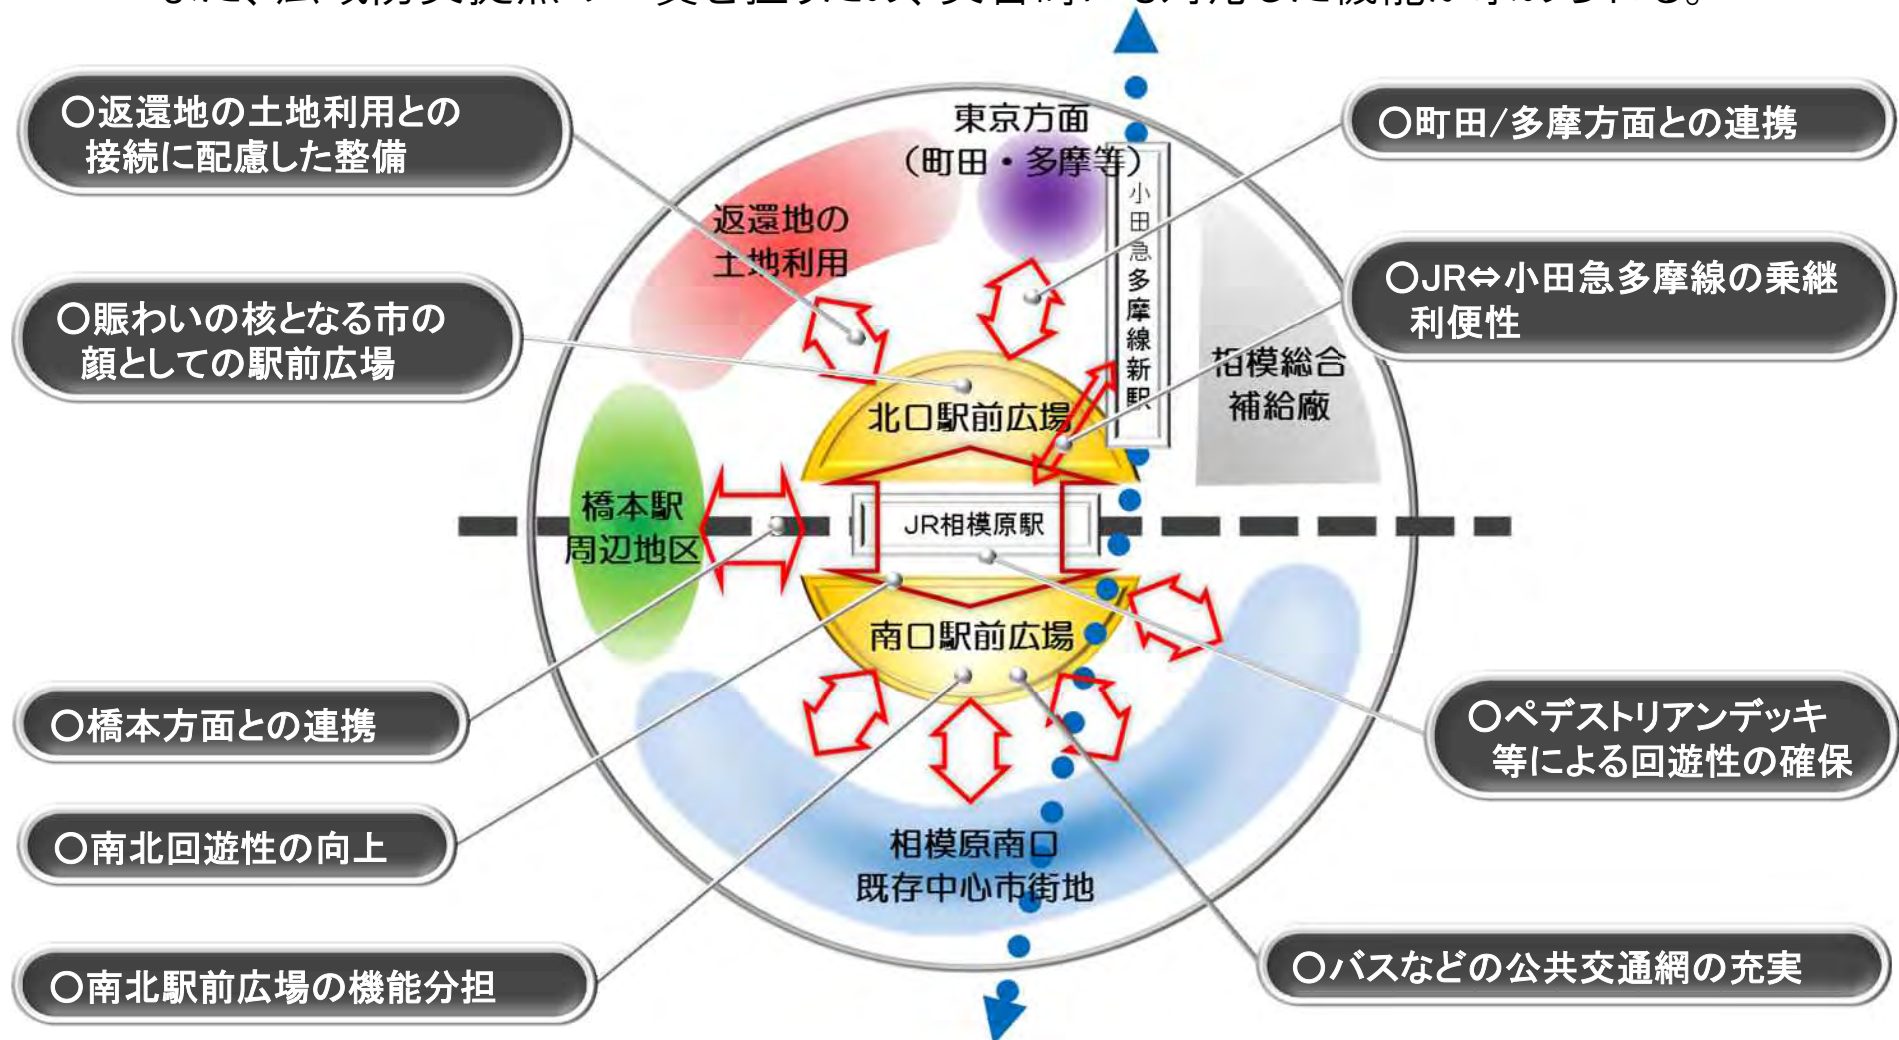 〇返還地の土地利用との
接続に配慮した整備
〇賑わいの核となる市の
顔としての駅前広場
〇橋本方面との連携
〇南北回遊性の向上
〇南北駅前広場の機能分担
東京方面
（町田・多摩等）
返還地の
土地利用
小田急多摩線新駅
相模総合
補給廠
北口駅前広場
橋本駅
周辺地区
JR相模原駅
南口駅前広場
相模原南口
既存中心市街地
〇町田/多摩方面との連携
〇JR⇔小田急多摩線の乗継
利便性
〇ペデストリアンデッキ
等による回遊性の確保
〇バスなどの公共交通網の充実